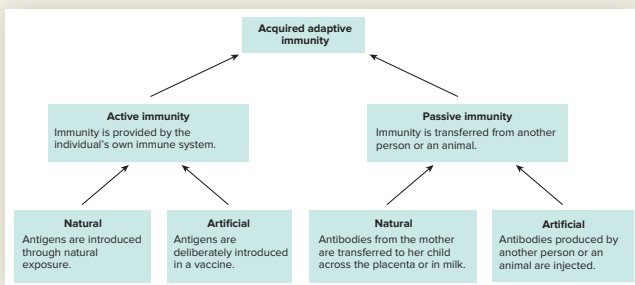 Acquired adaptive
immunity
Active immunity
Immunity is provided by the
individual's own immune system.
Passive immunity
Immunity is transferred from another
person or an animal.
Natural
Antigens are introduced
through natural
exposure.
Artificial
Antigens are
deliberately introduced
in a vaccine.
Natural
Antibodies from the mother
are transferred to her child
across the placenta or in milk.
Artificial
Antibodies produced by
another person or an
animal are injected.